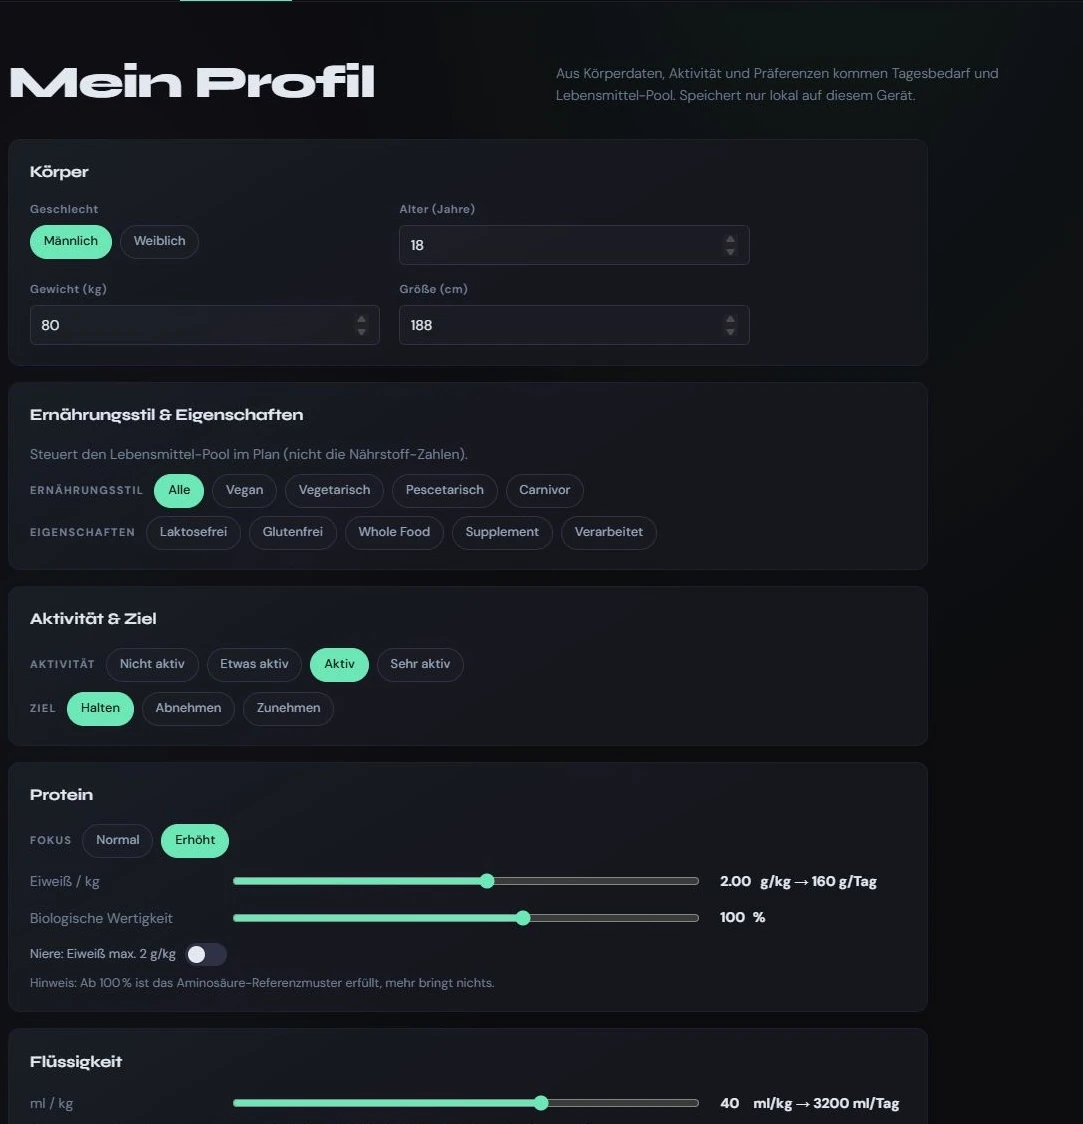 Mein Profil
Aus Körperdaten, Aktivität und Präferenzen kommen Tagesbedarf und
Lebensmittel-Pool. Speichert nur lokal auf diesem Gerät.
Körper
Geschlecht
Männlich Weiblich
Alter (Jahre)
18
Gewicht (kg)
80
Größe (cm)
188
Ernährungsstil & Eigenschaften
Steuert den Lebensmittel-Pool im Plan (nicht die Nährstoff-Zahlen).
ERNÄHRUNGSSTIL Alle Vegan Vegetarisch Pescetarisch Carnivor
EIGENSCHAFTEN Laktosefrei Glutenfrei Whole Food Supplement Verarbeitet
Aktivität & Ziel
AKTIVITÄT Nicht aktiv Etwas aktiv Aktiv Sehr aktiv
ZIEL Halten Abnehmen Zunehmen
Protein
FOKUS Normal Erhöht
Eiweiß / kg 2.00 g/kg → 160 g/Tag
Biologische Wertigkeit 100 %
Niere: Eiweiß max. 2 g/kg
Hinweis: Ab 100 % ist das Aminosäure-Referenzmuster erfüllt, mehr bringt nichts.
Flüssigkeit
ml / kg 40 ml/kg → 3200 ml/Tag